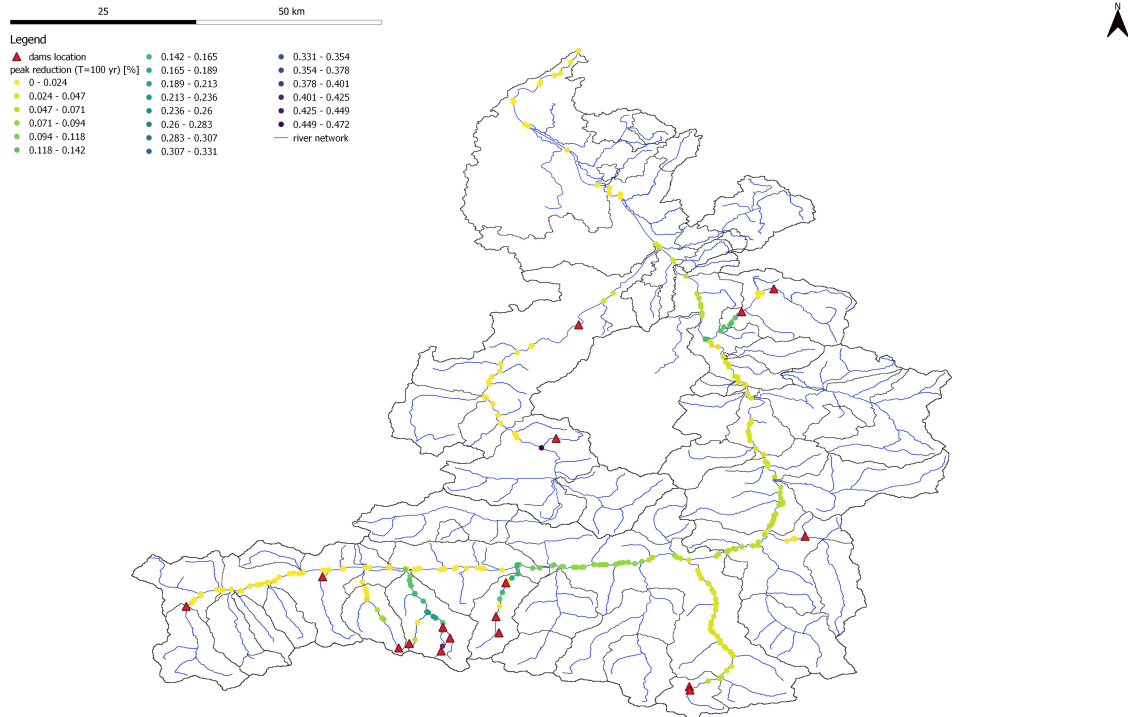 25 50 km
N
Legend
dams location
peak reduction (T=100 yr) [%]
0 - 0.024
0.024 - 0.047
0.047 - 0.071
0.071 - 0.094
0.094 - 0.118
0.118 - 0.142
0.142 - 0.165
0.165 - 0.189
0.189 - 0.213
0.213 - 0.236
0.236 - 0.26
0.26 - 0.283
0.283 - 0.307
0.307 - 0.331
0.331 - 0.354
0.354 - 0.378
0.378 - 0.401
0.401 - 0.425
0.425 - 0.449
0.449 - 0.472
river network